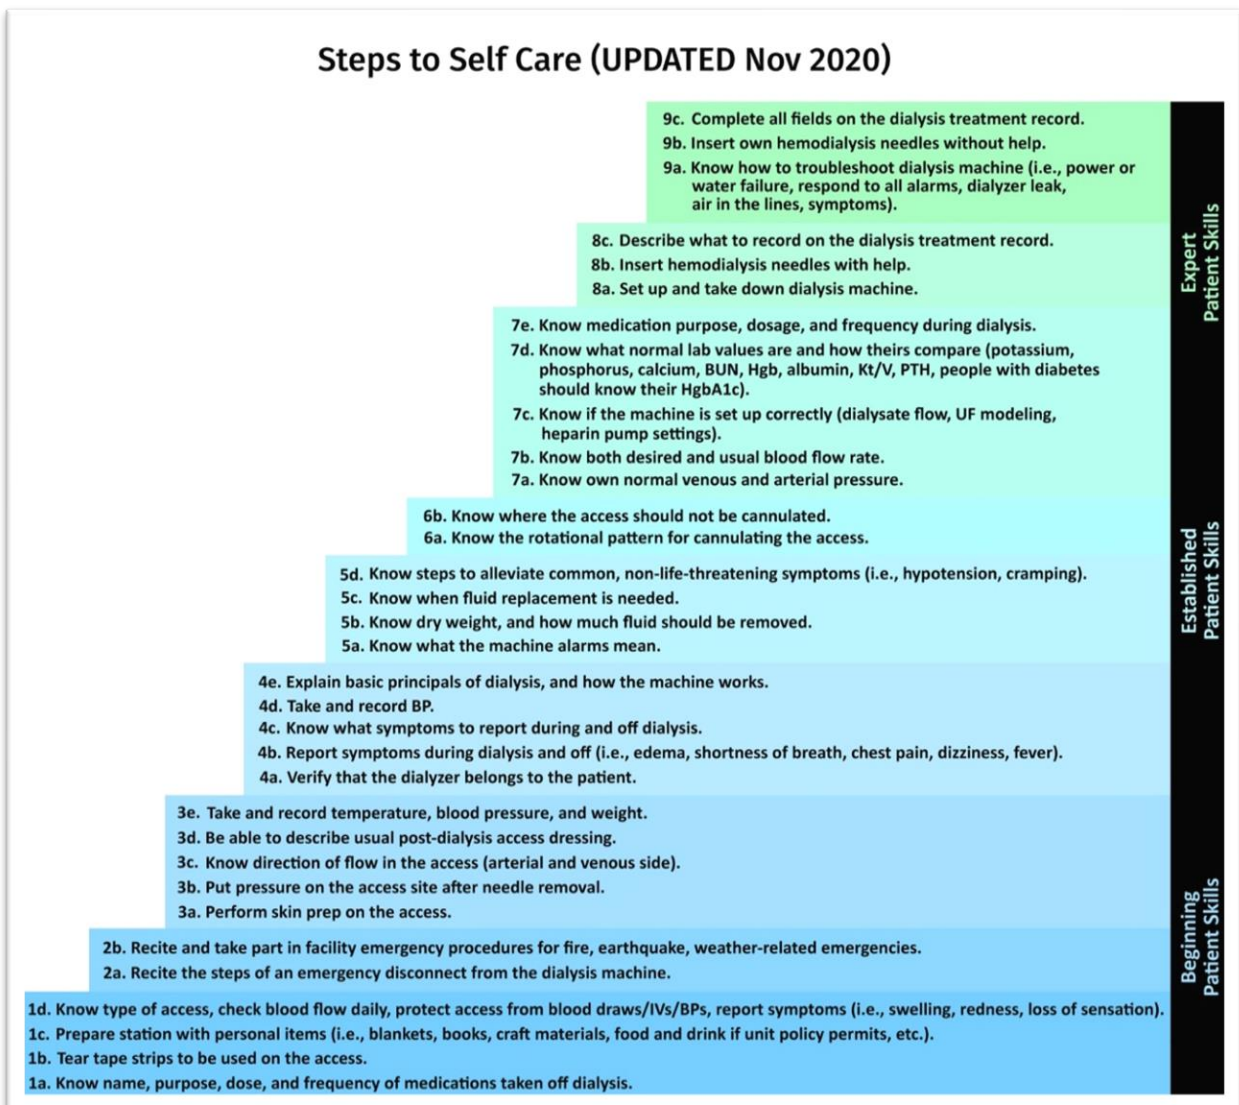 Steps to Self Care (UPDATED Nov 2020)
9c. Complete all fields on the dialysis treatment record.
9b. Insert own hemodialysis needles without help.
9a. Know how to troubleshoot dialysis machine (i.e., power or
water failure, respond to all alarms, dialyzer leak,
air in the lines, symptoms).
8c. Describe what to record on the dialysis treatment record.
8b. Insert hemodialysis needles with help.
8a. Set up and take down dialysis machine.
Expert
Patient Skills
7e. Know medication purpose, dosage, and frequency during dialysis.
7d. Know what normal lab values are and how theirs compare (potassium,
phosphorus, calcium, BUN, Hgb, albumin, Kt/V, PTH, people with diabetes
should know their HgbA1c).
7c. Know if the machine is set up correctly (dialysate flow, UF modeling,
heparin pump settings).
7b. Know both desired and usual blood flow rate.
7a. Know own normal venous and arterial pressure.
6b. Know where the access should not be cannulated.
6a. Know the rotational pattern for cannulating the access.
5d. Know steps to alleviate common, non-life-threatening symptoms (i.e., hypotension, cramping).
5c. Know when fluid replacement is needed.
5b. Know dry weight, and how much fluid should be removed.
5a. Know what the machine alarms mean.
Established
Patient Skills
4e. Explain basic principals of dialysis, and how the machine works.
4d. Take and record BP.
4c. Know what symptoms to report during and off dialysis.
4b. Report symptoms during dialysis and off (i.e., edema, shortness of breath, chest pain, dizziness, fever).
4a. Verify that the dialyzer belongs to the patient.
3e. Take and record temperature, blood pressure, and weight.
3d. Be able to describe usual post-dialysis access dressing.
3c. Know direction of flow in the access (arterial and venous side).
3b. Put pressure on the access site after needle removal.
3a. Perform skin prep on the access.
2b. Recite and take part in facility emergency procedures for fire, earthquake, weather-related emergencies.
2a. Recite the steps of an emergency disconnect from the dialysis machine.
1d. Know type of access, check blood flow daily, protect access from blood draws/IVs/BPs, report symptoms (i.e., swelling, redness, loss of sensation).
1c. Prepare station with personal items (i.e., blankets, books, craft materials, food and drink if unit policy permits, etc.).
1b. Tear tape strips to be used on the access.
1a. Know name, purpose, dose, and frequency of medications taken off dialysis.
Beginning
Patient Skills